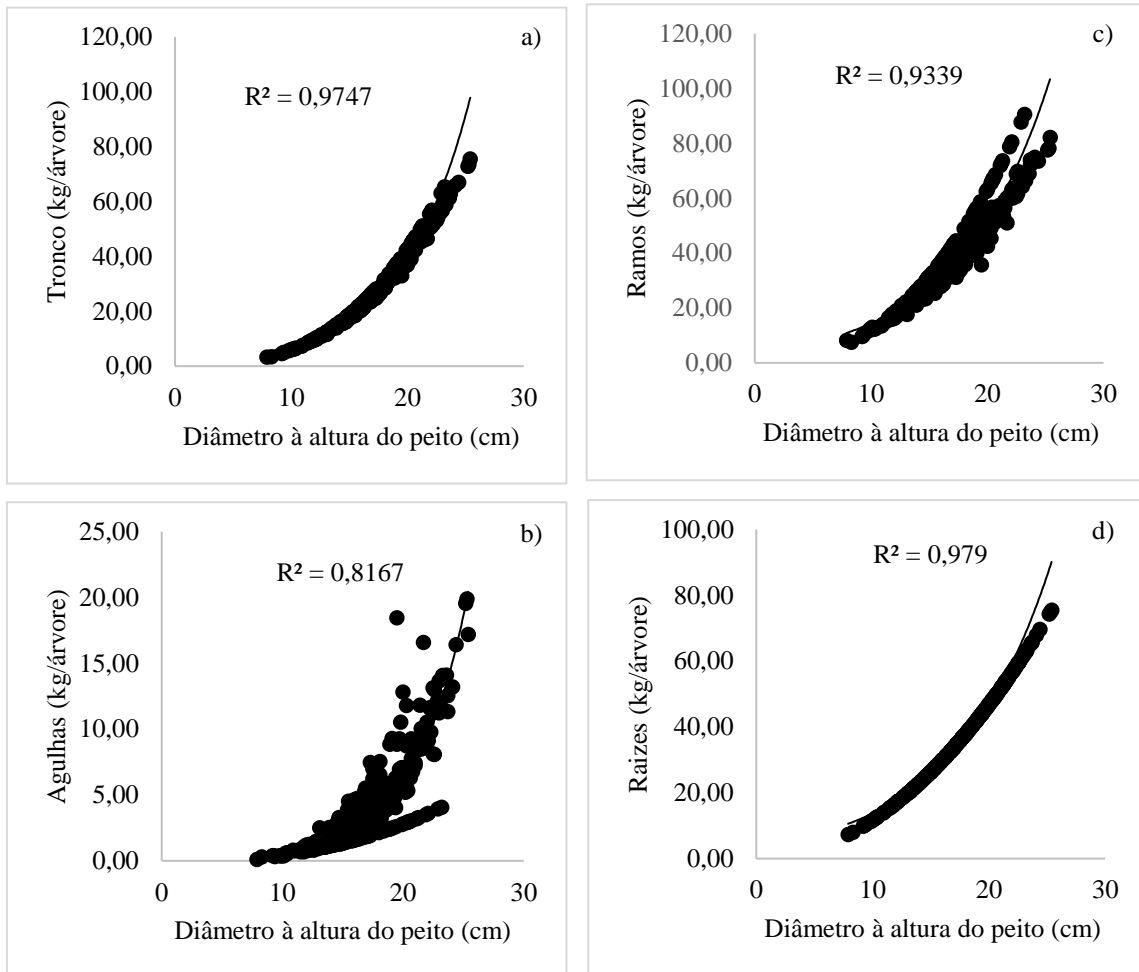 a)
120,00
100,00
80,00
60,00
40,00
20,00
0,00
R² = 0,9747
Tronco (kg/árvore)
0 10 20 30
Diâmetro à altura do peito (cm)
c)
120,00
100,00
80,00
60,00
40,00
20,00
0,00
R² = 0,9339
Ramos (kg/árvore)
0 10 20 30
Diâmetro à altura do peito (cm)
b)
25,00
20,00
15,00
10,00
5,00
0,00
R² = 0,8167
Agulhas (kg/árvore)
0 10 20 30
Diâmetro à altura do peito (cm)
d)
100,00
80,00
60,00
40,00
20,00
0,00
R² = 0,979
Raizes (kg/árvore)
0 10 20 30
Diâmetro à altura do peito (cm)